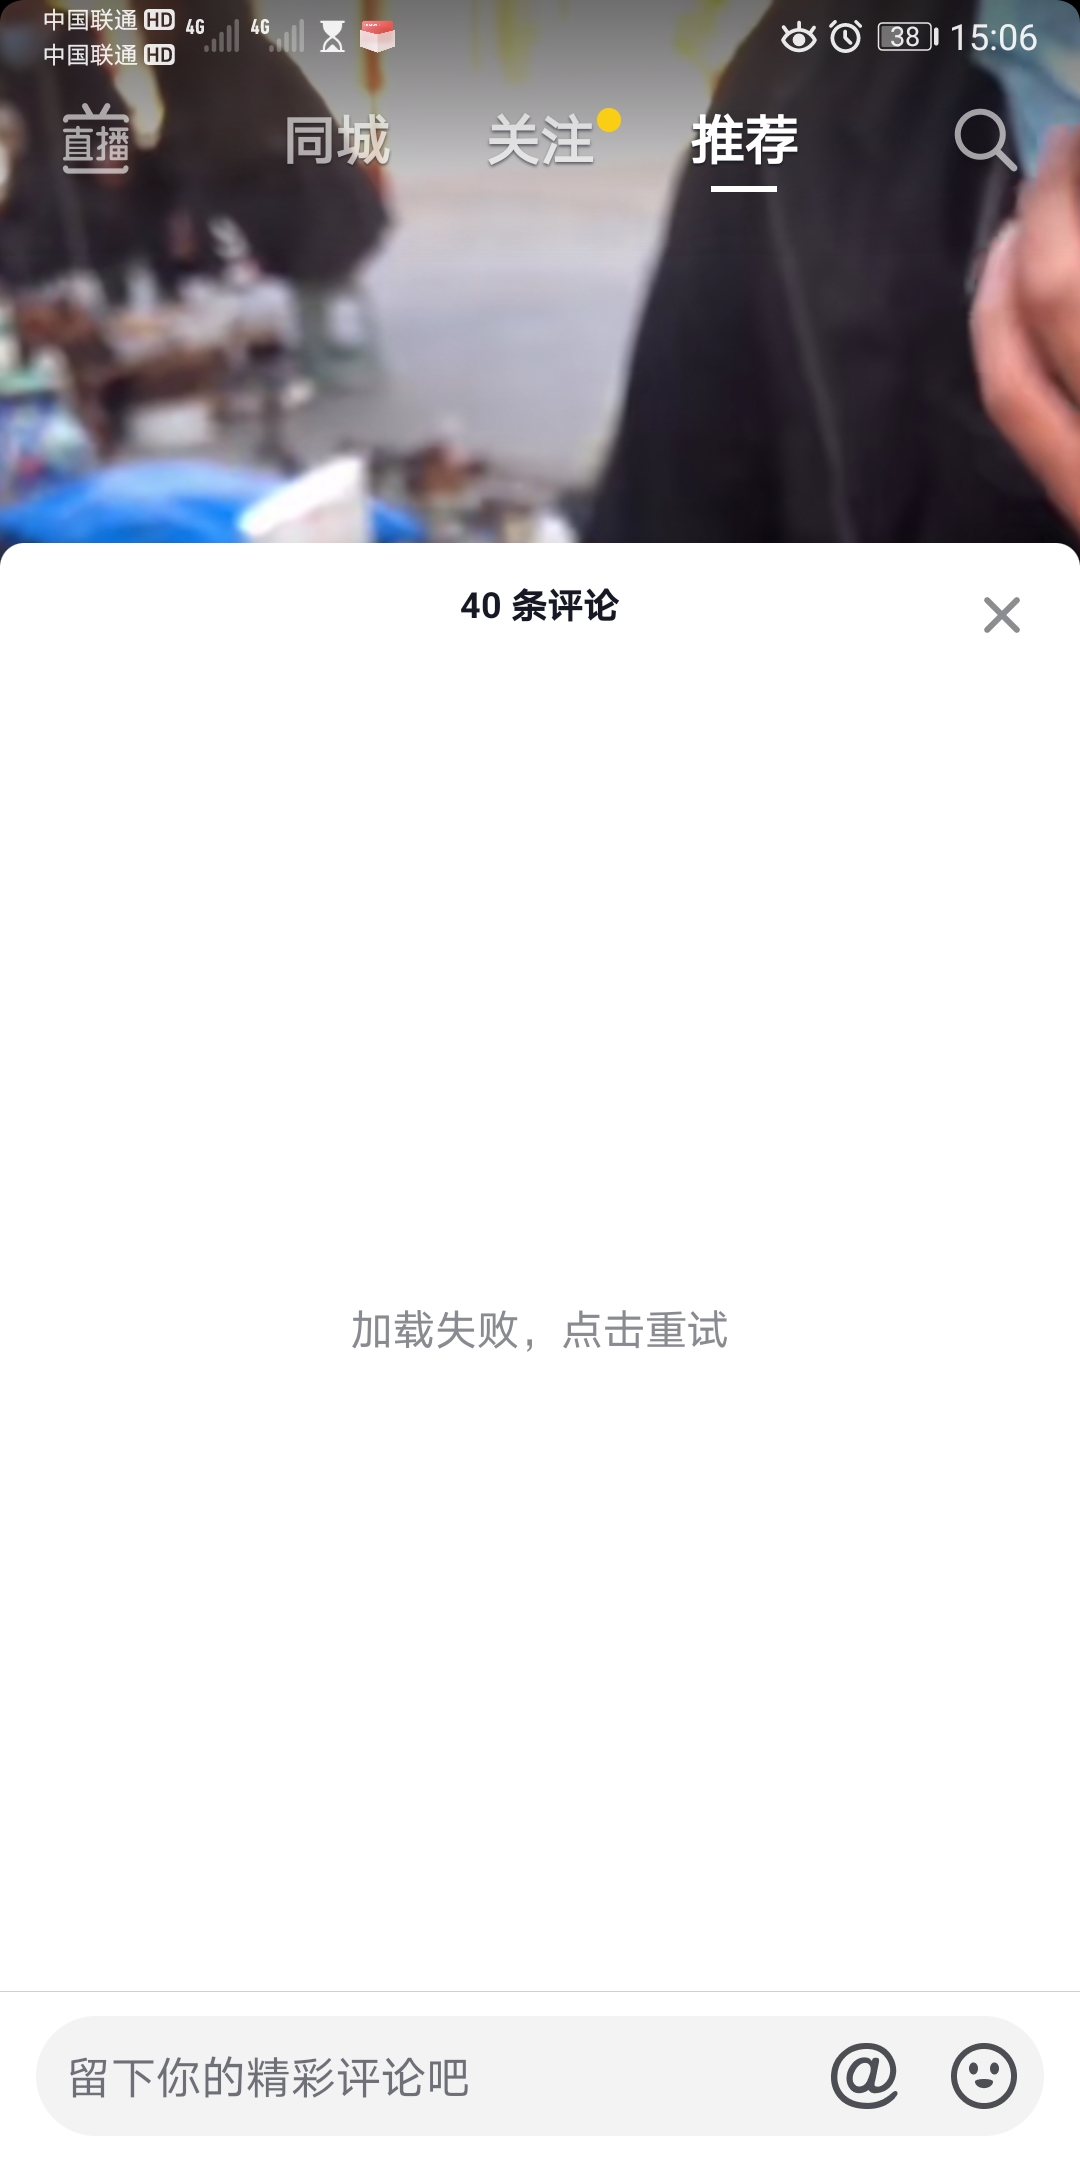 中国联通 HD 4G 4G 38 15:06
中国联通 HD
直播 同城 关注 推荐
40 条评论
加载失败，点击重试
留下你的精彩评论吧 @